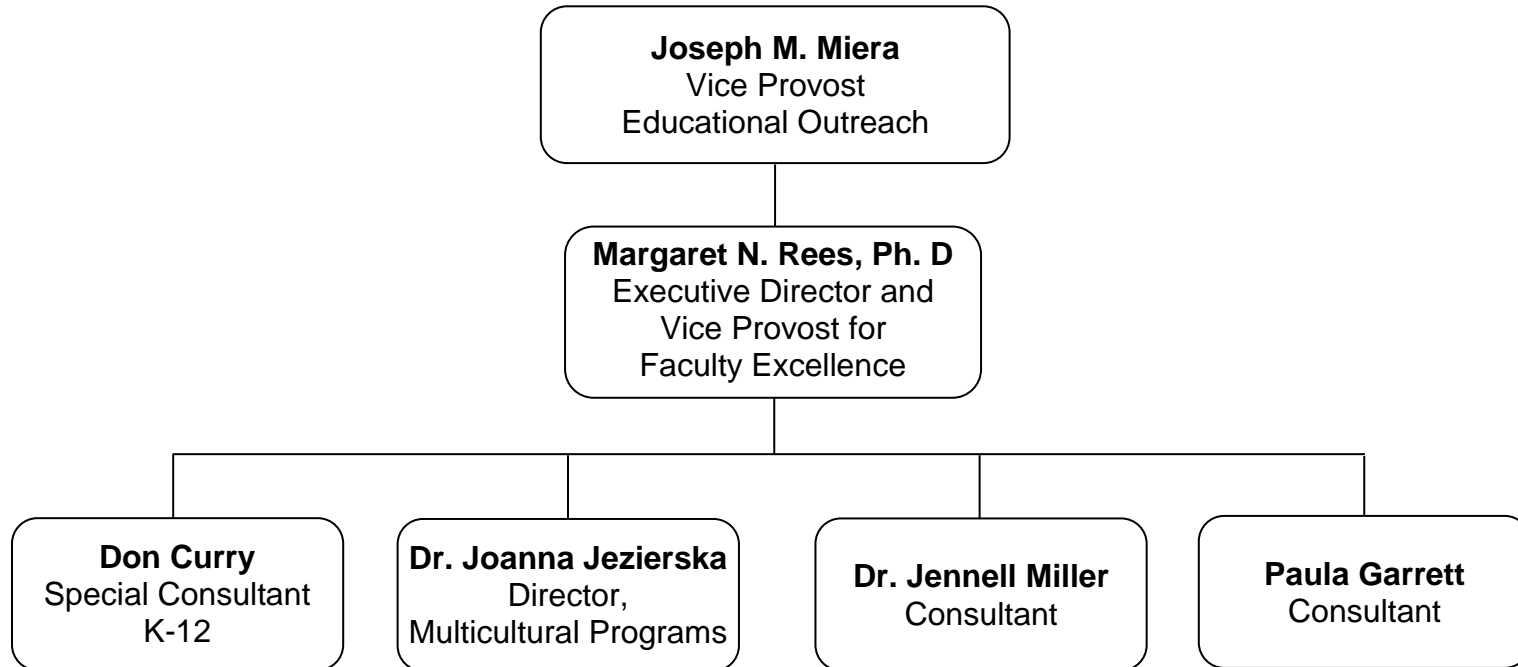 Joseph M. Miera
Vice Provost
Educational Outreach
Margaret N. Rees, Ph. D
Executive Director and
Vice Provost for
Faculty Excellence
Don Curry
Special Consultant
K-12
Dr. Joanna Jezierska
Director,
Multicultural Programs
Dr. Jennell Miller
Consultant
Paula Garrett
Consultant